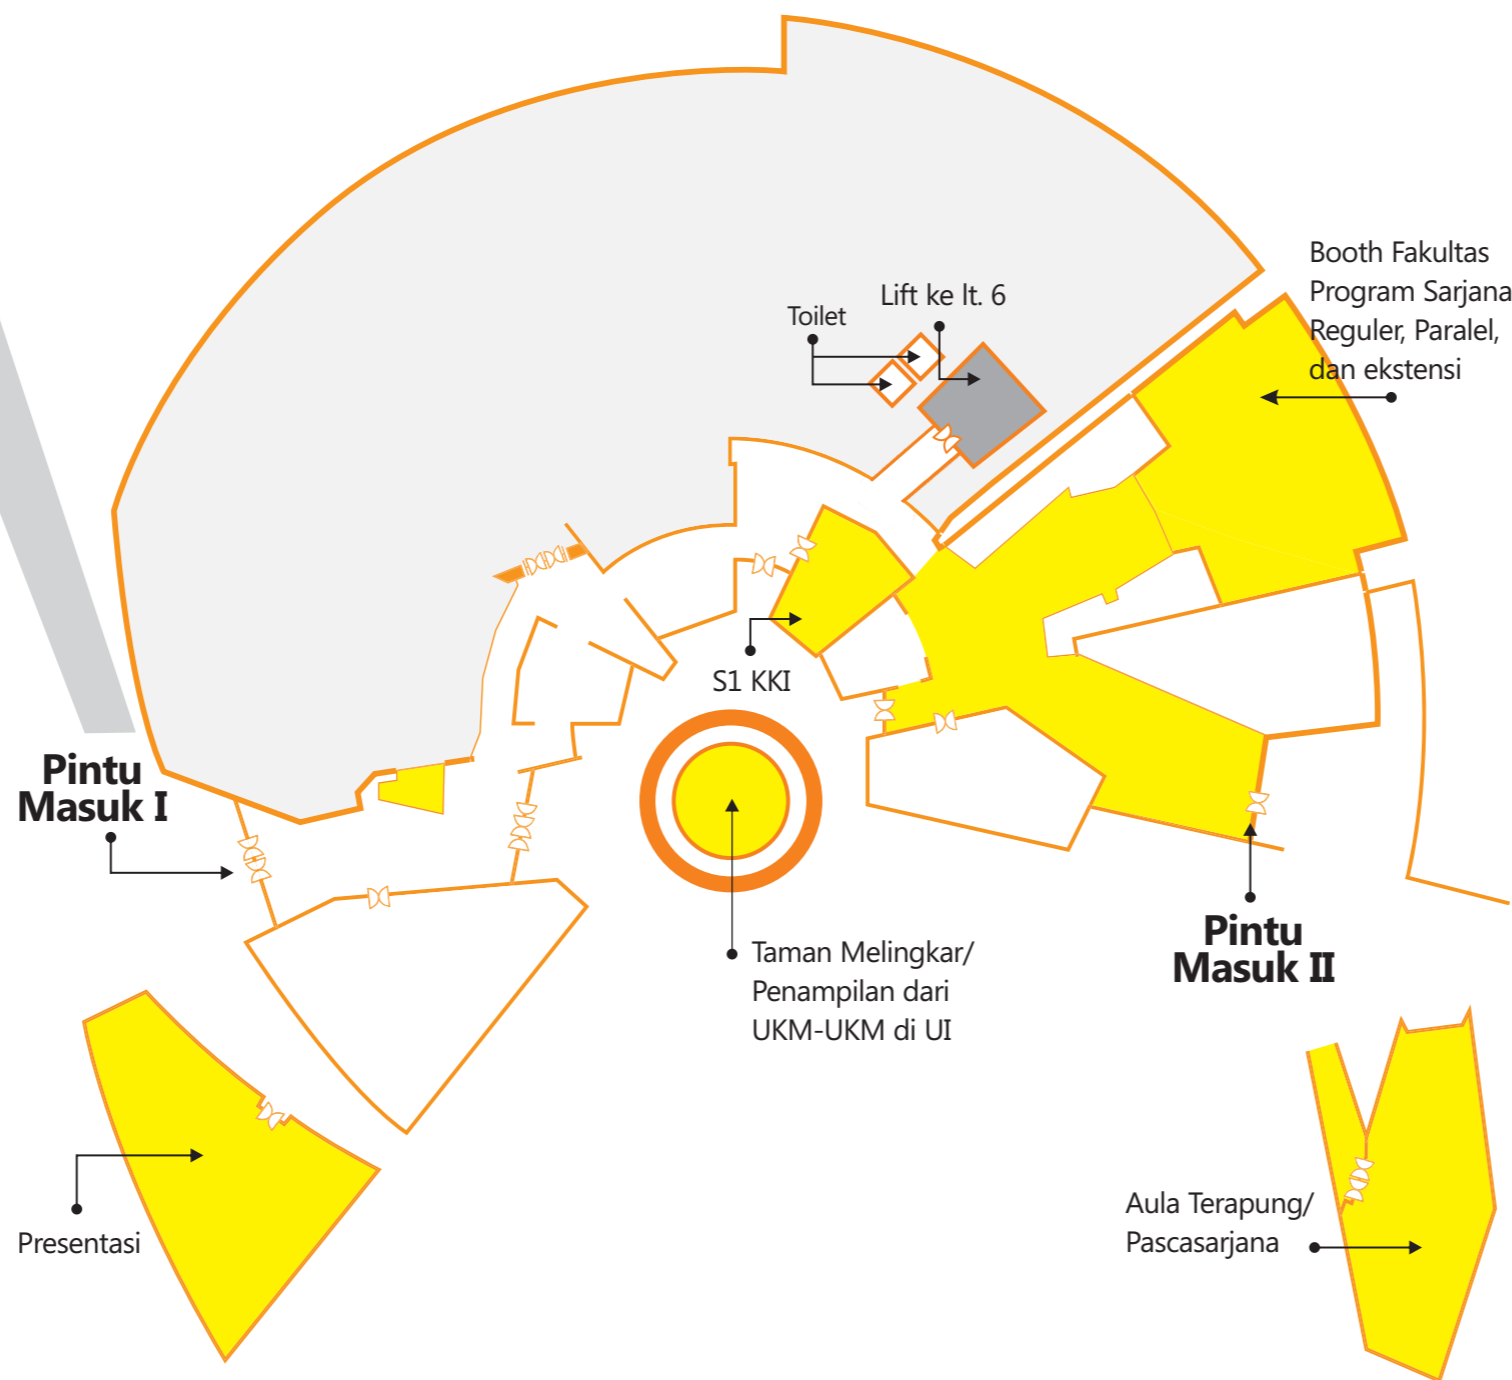 Booth Fakultas
Program Sarjana
Reguler, Paralel,
dan ekstensi
Lift ke lt. 6
Toilet
S1 KKI
Pintu
Masuk I
Pintu
Masuk II
Taman Melingkar/
Penampilan dari
UKM-UKM di UI
Presentasi
Aula Terapung/
Pascasarjana